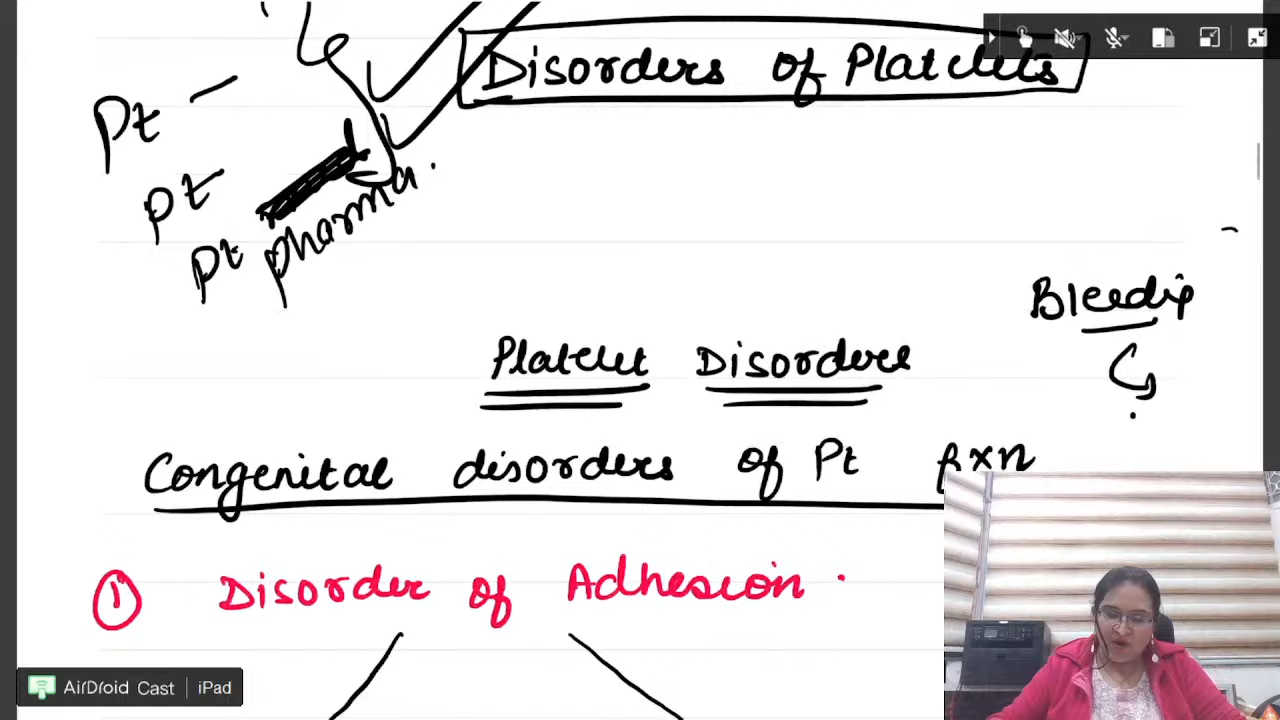 Disorders of Platelets
Pt
pt
Pt pharma.
Bleeding
Platelet Disorders
Congenital disorders of Pt fxn
1 Disorder of Adhesion.
AirDroid Cast | iPad